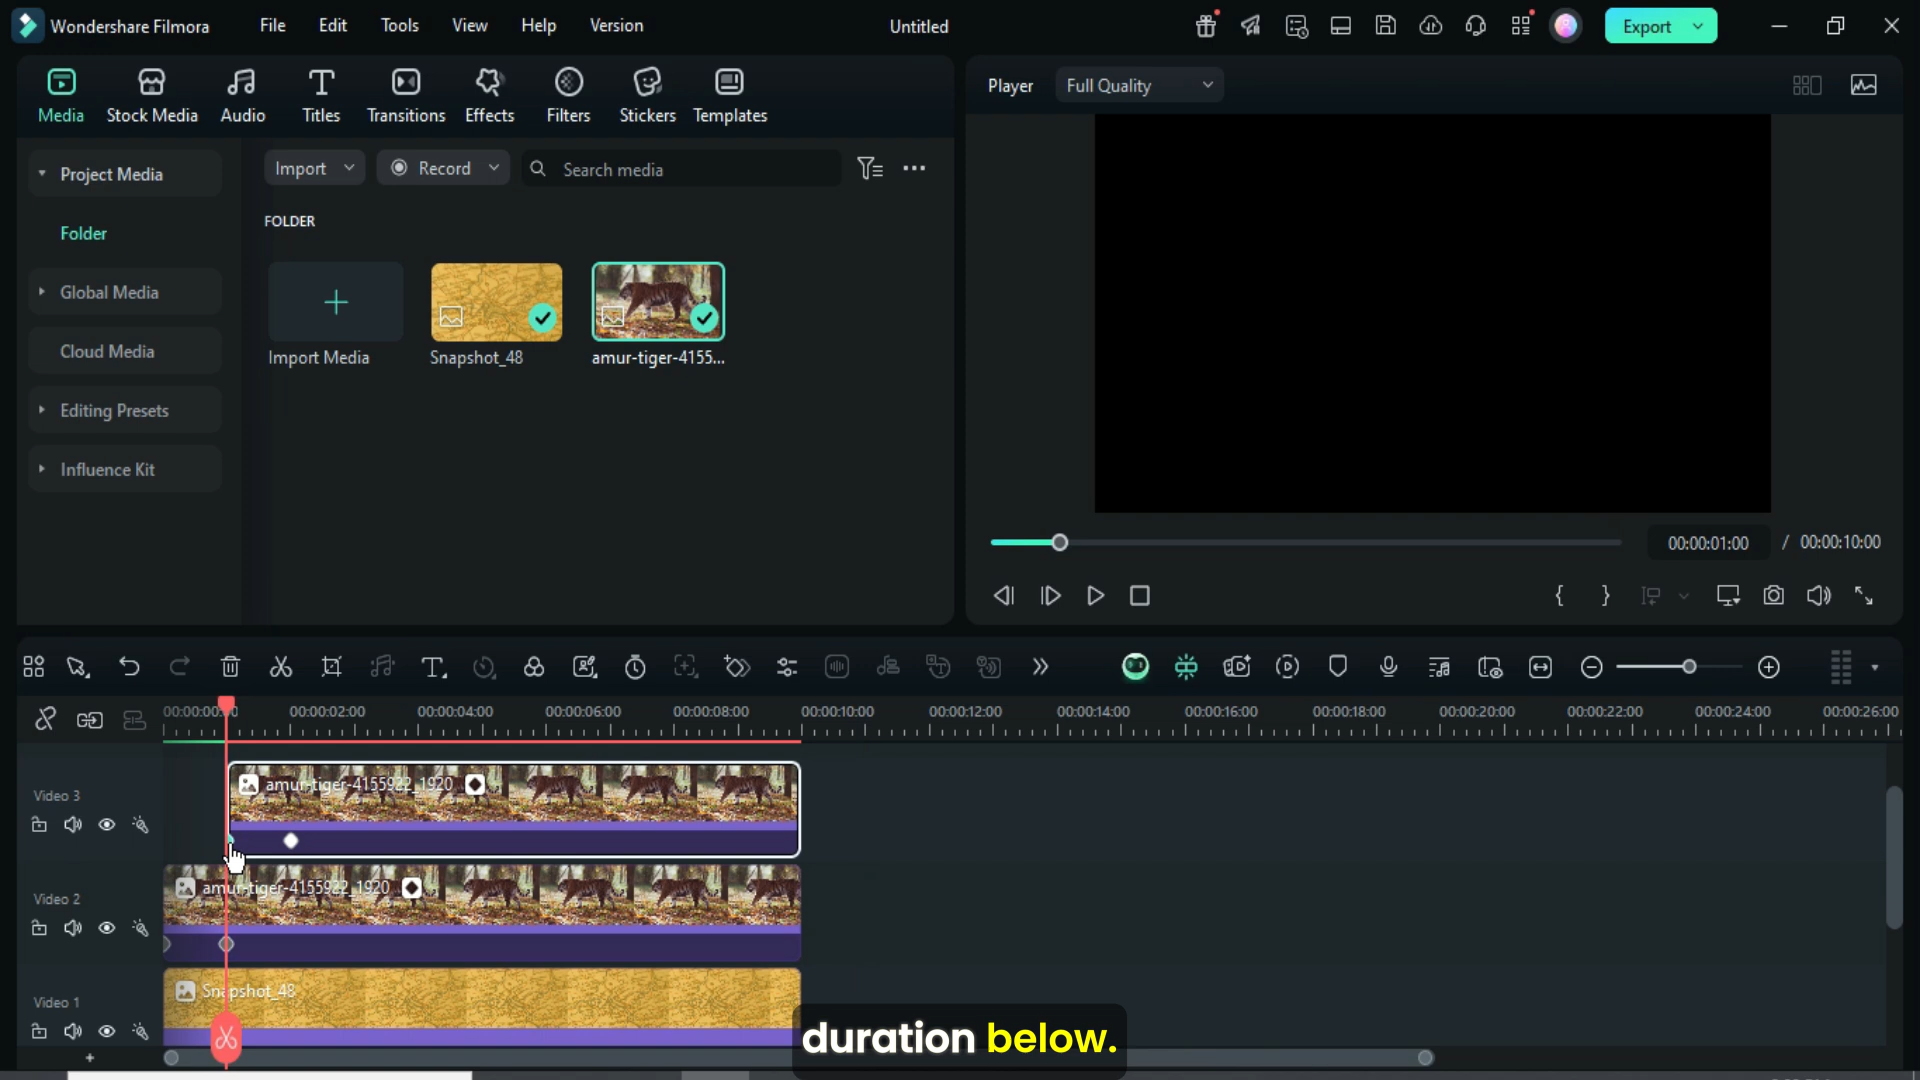 Wondershare Filmora File Edit Tools View Help Version Untitled Export
Media Stock Media Audio Titles Transitions Effects Filters Stickers Templates
Player Full Quality
Project Media
Folder
Global Media
Cloud Media
Editing Presets
Influence Kit
Import Record Search media
FOLDER
Import Media Snapshot_48 amur-tiger-4155...
00:00:01:00 / 00:00:10:00
00:00:02:00 00:00:04:00 00:00:06:00 00:00:08:00 00:00:10:00 00:00:12:00 00:00:14:00 00:00:16:00 00:00:18:00 00:00:20:00 00:00:22:00 00:00:24:00 00:00:26:00
Video 3
amur-tiger-4155922_1920
Video 2
amur-tiger-4155922_1920
Video 1
Snapshot_48
duration below.